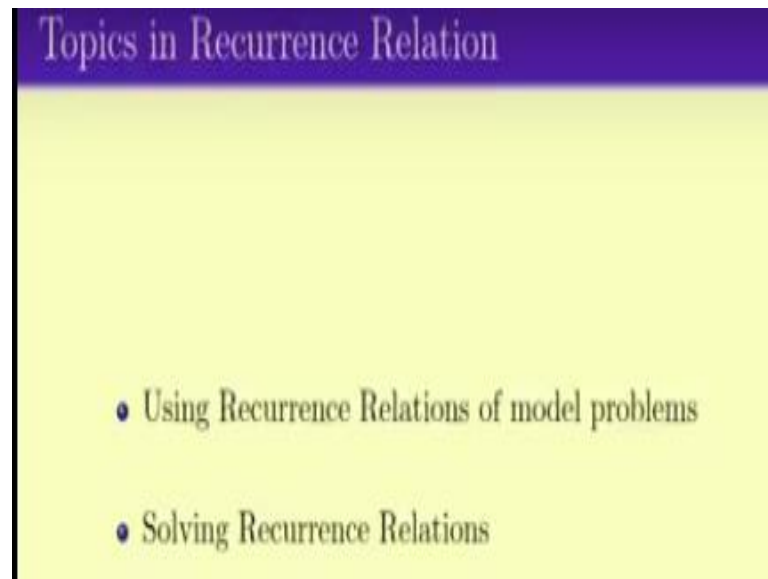 Topics in Recurrence Relation
Using Recurrence Relations of model problems
Solving Recurrence Relations